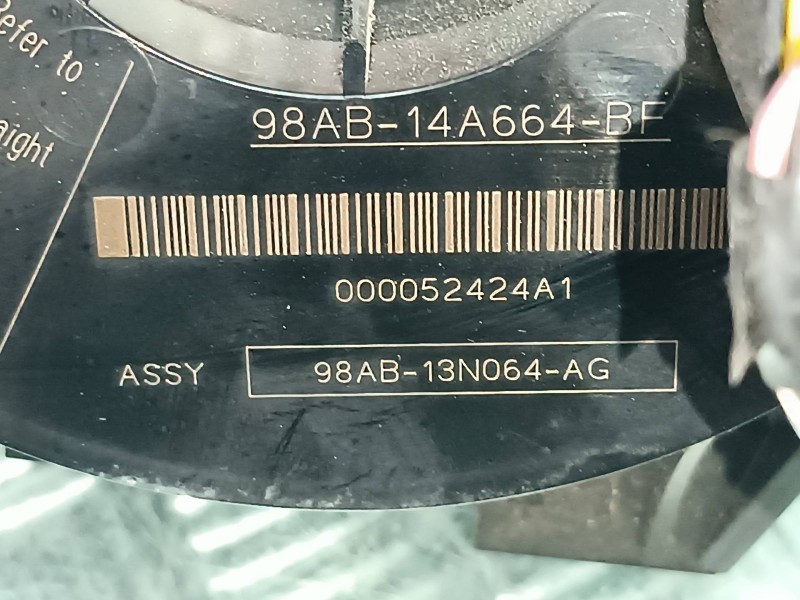 Refer to
aight
98AB-14A664-BF
000052424A1
ASSY 98AB-13N064-AG